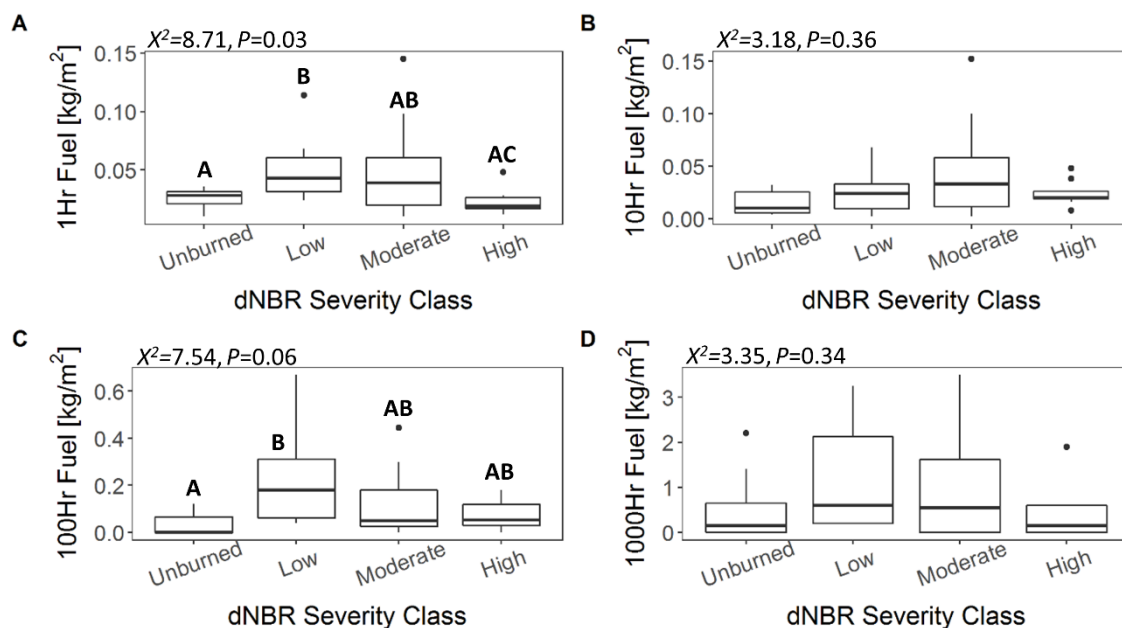 A
X²=8.71, P=0.03
1Hr Fuel [kg/m²]
0.15
0.10
0.05
A
B
AB
AC
Unburned
Low
Moderate
High
dNBR Severity Class
B
X²=3.18, P=0.36
10Hr Fuel [kg/m²]
0.15
0.10
0.05
0.00
Unburned
Low
Moderate
High
dNBR Severity Class
C
X²=7.54, P=0.06
100Hr Fuel [kg/m²]
0.6
0.4
0.2
0.0
A
B
AB
AB
Unburned
Low
Moderate
High
dNBR Severity Class
D
X²=3.35, P=0.34
1000Hr Fuel [kg/m²]
3
2
1
0
Unburned
Low
Moderate
High
dNBR Severity Class